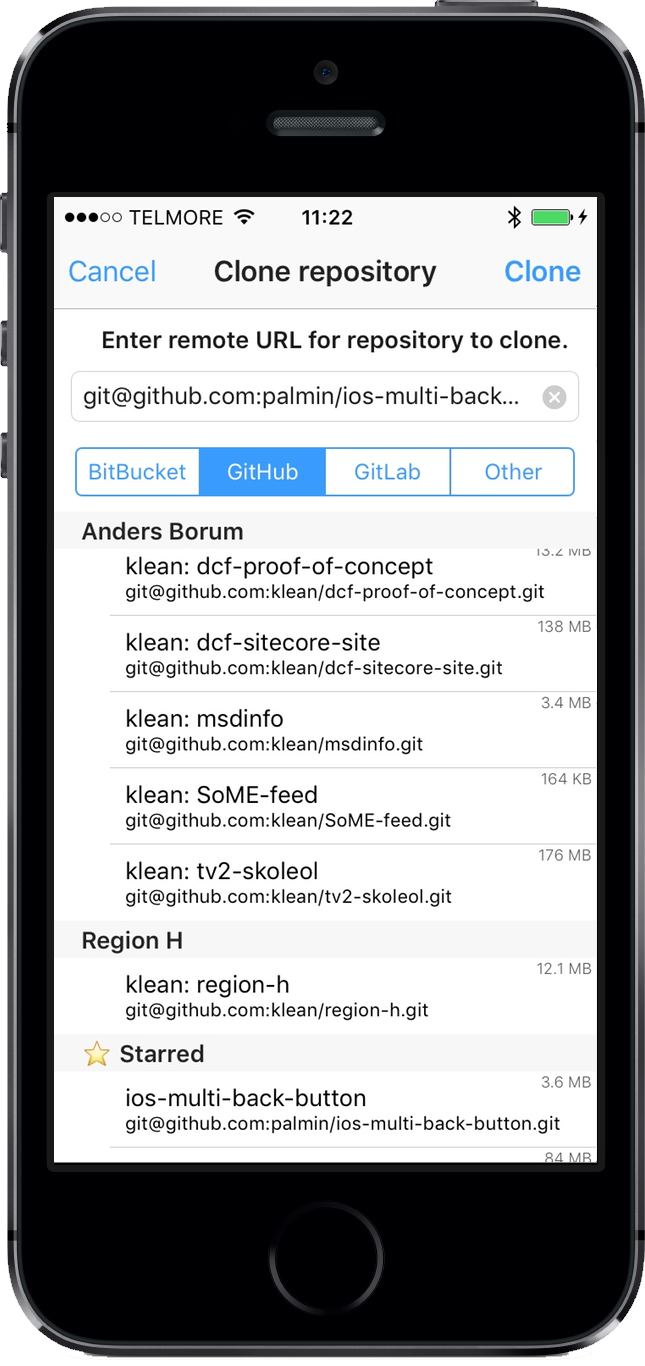 TELMORE 11:22
Cancel Clone repository Clone
Enter remote URL for repository to clone.
git@github.com:palmin/ios-multi-back...
BitBucket GitHub GitLab Other
Anders Borum
13.2 MB
klean: dcf-proof-of-concept
git@github.com:klean/dcf-proof-of-concept.git
138 MB
klean: dcf-sitecore-site
git@github.com:klean/dcf-sitecore-site.git
3.4 MB
klean: msdinfo
git@github.com:klean/msdinfo.git
164 KB
klean: SoME-feed
git@github.com:klean/SoME-feed.git
176 MB
klean: tv2-skoleol
git@github.com:klean/tv2-skoleol.git
Region H
12.1 MB
klean: region-h
git@github.com:klean/region-h.git
Starred
3.6 MB
ios-multi-back-button
git@github.com:palmin/ios-multi-back-button.git
84 MB